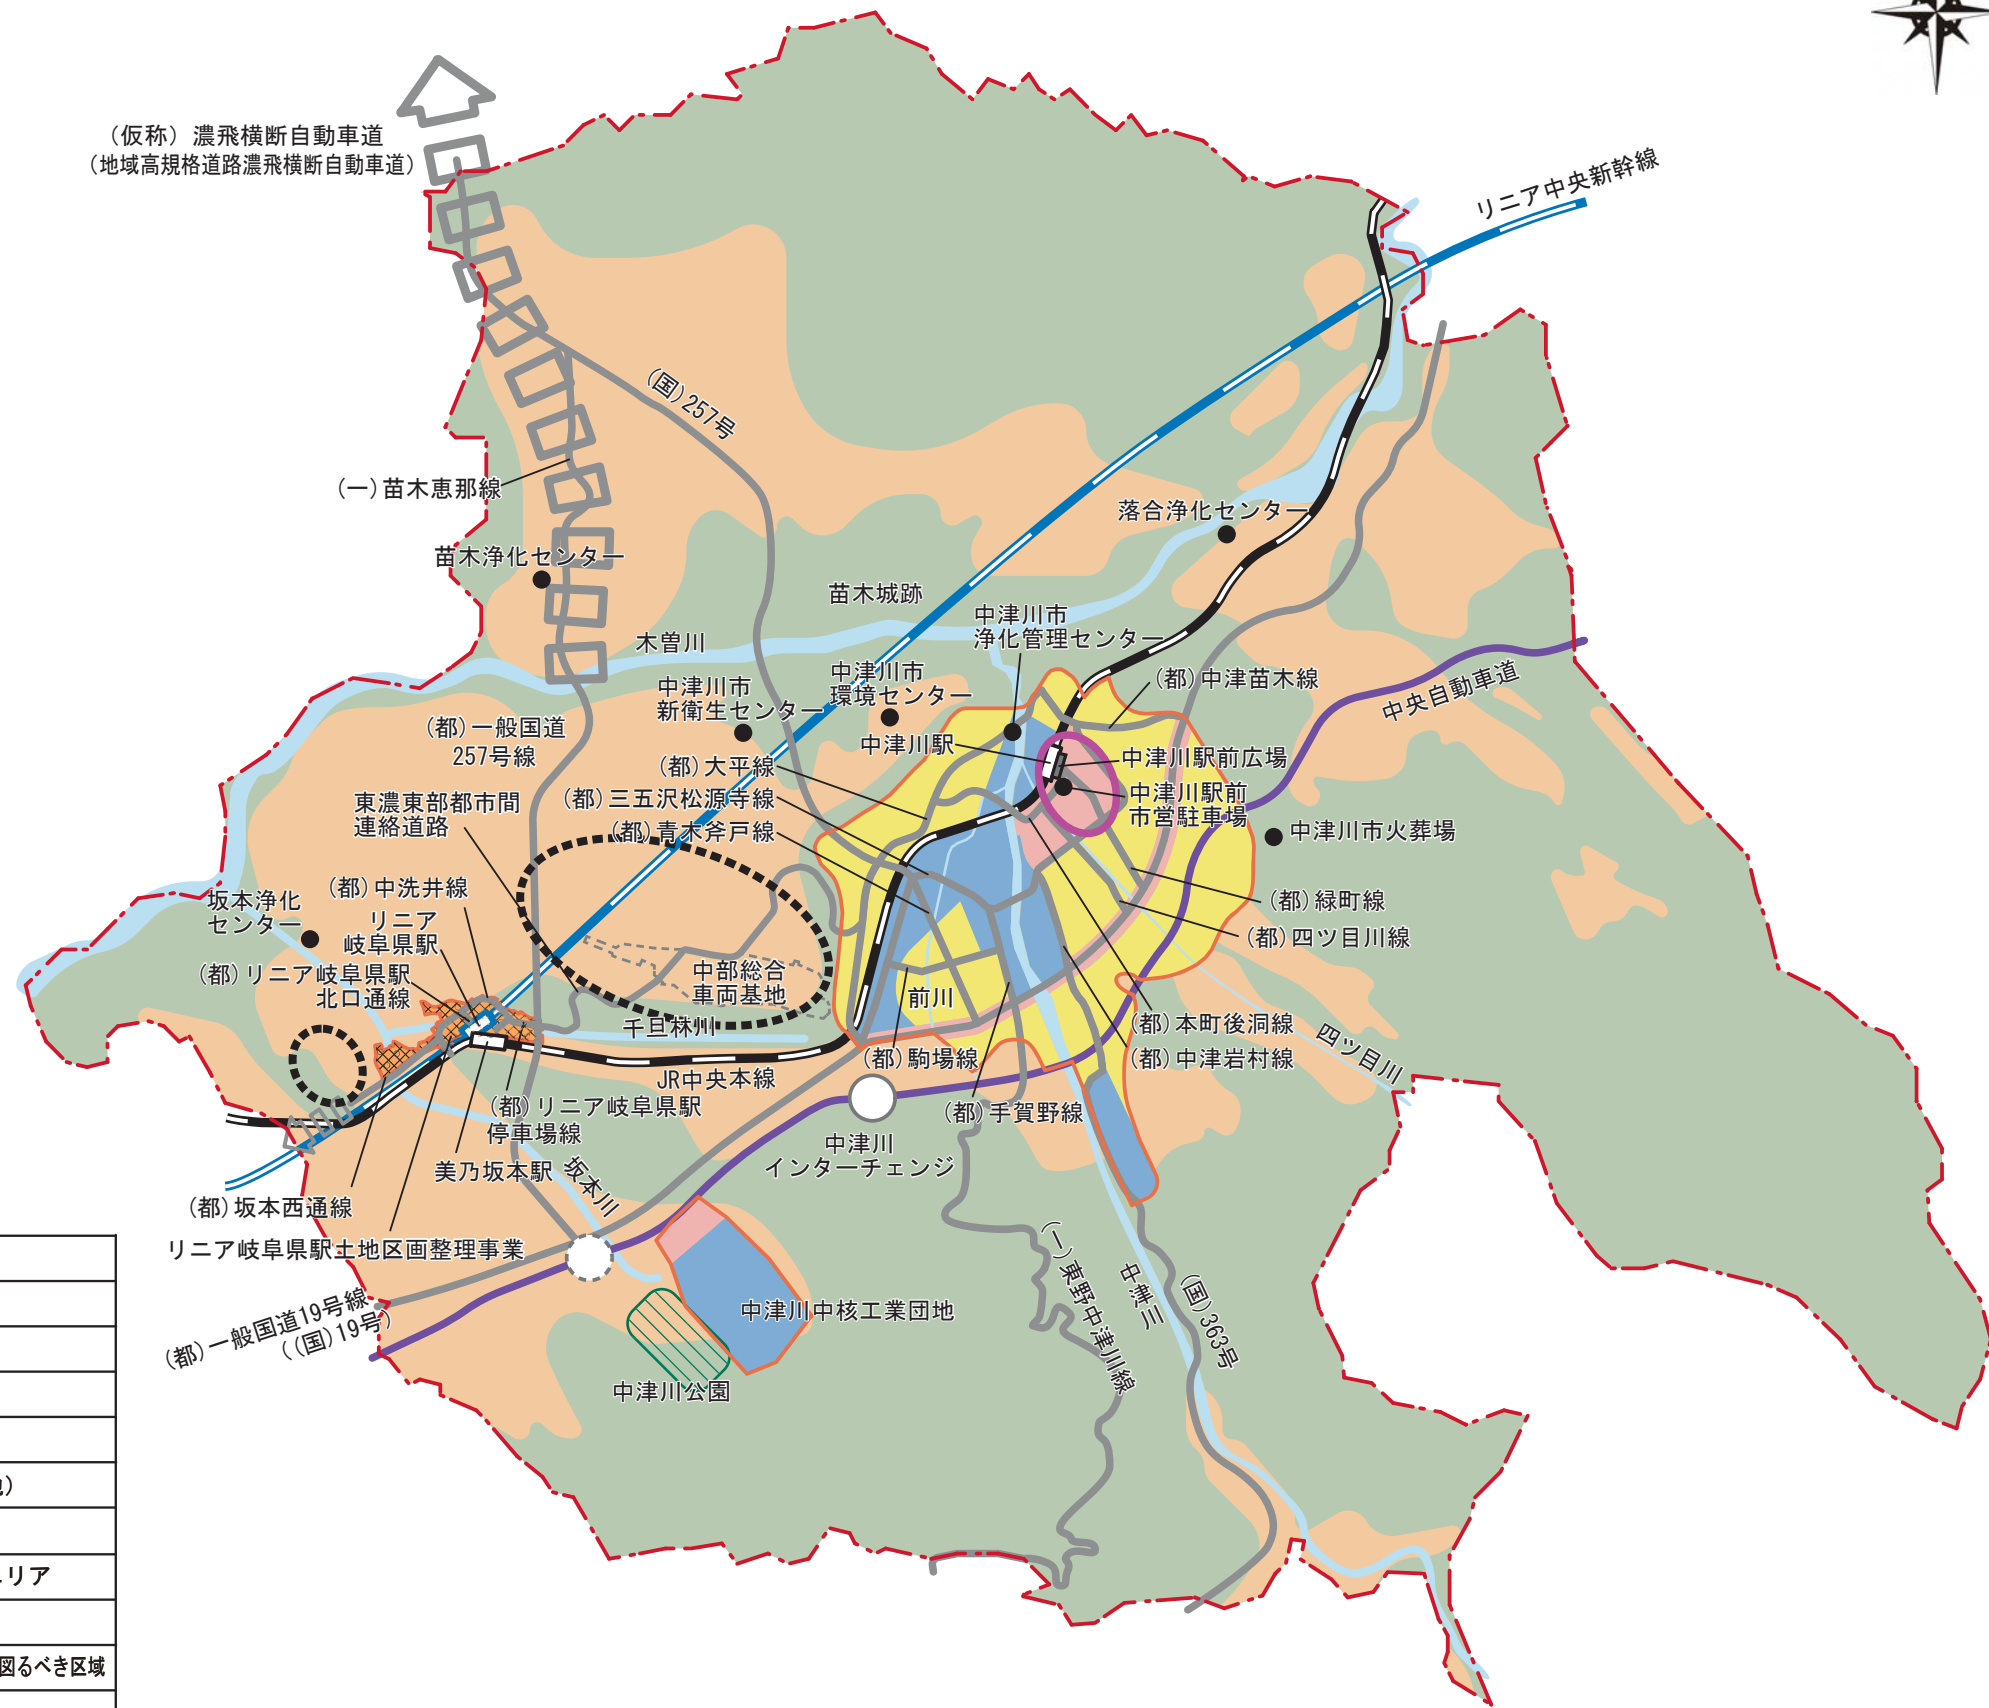 (仮称) 濃飛横断自動車道
(地域高規格道路濃飛横断自動車道)
リニア中央新幹線
(国)257号
(一)苗木恵那線
落合浄化センター
苗木浄化センター
苗木城跡
中津川市
浄化管理センター
木曽川
中津川市
環境センター
(都)中津苗木線
中央自動車道
中津川市
新衛生センター
(都)一般国道
257号線
中津川駅
中津川駅前広場
(都)大平線
中津川駅前
市営駐車場
東濃東部都市間
連絡道路
(都)三五沢松源寺線
(都)青木斧戸線
中津川市火葬場
坂本浄化
センター
(都)中洗井線
リニア
岐阜県駅
(都)緑町線
(都)四ツ目川線
(都)リニア岐阜県駅
北口通線
中部総合
車両基地
前川
千旦林川
(都)本町後洞線
四ツ目川
(都)駒場線
(都)中津岩村線
JR中央本線
(都)リニア岐阜県駅
停車場線
(都)手賀野線
中津川
インターチェンジ
美乃坂本駅
坂本川
(都)坂本西通線
リニア岐阜県駅土地区画整理事業
(一)東野中津川線
中津川
(国)363号
(都)一般国道19号線
((国)19号)
中津川中核工業団地
中津川公園
)
リア
図るべき区域